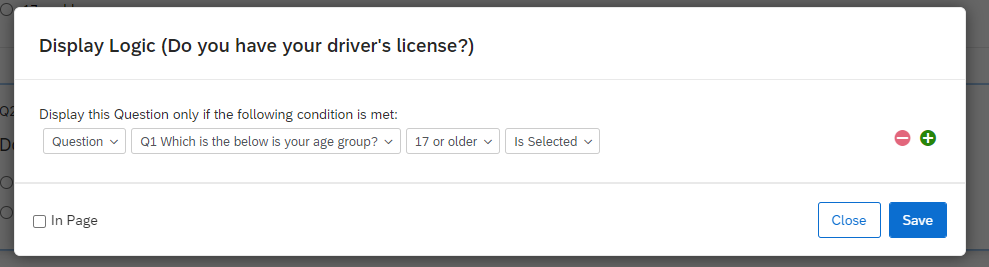 Display Logic (Do you have your driver's license?)
Display this Question only if the following condition is met:
Question Q1 Which is the below is your age group? 17 or older Is Selected
Q2
In Page Close Save